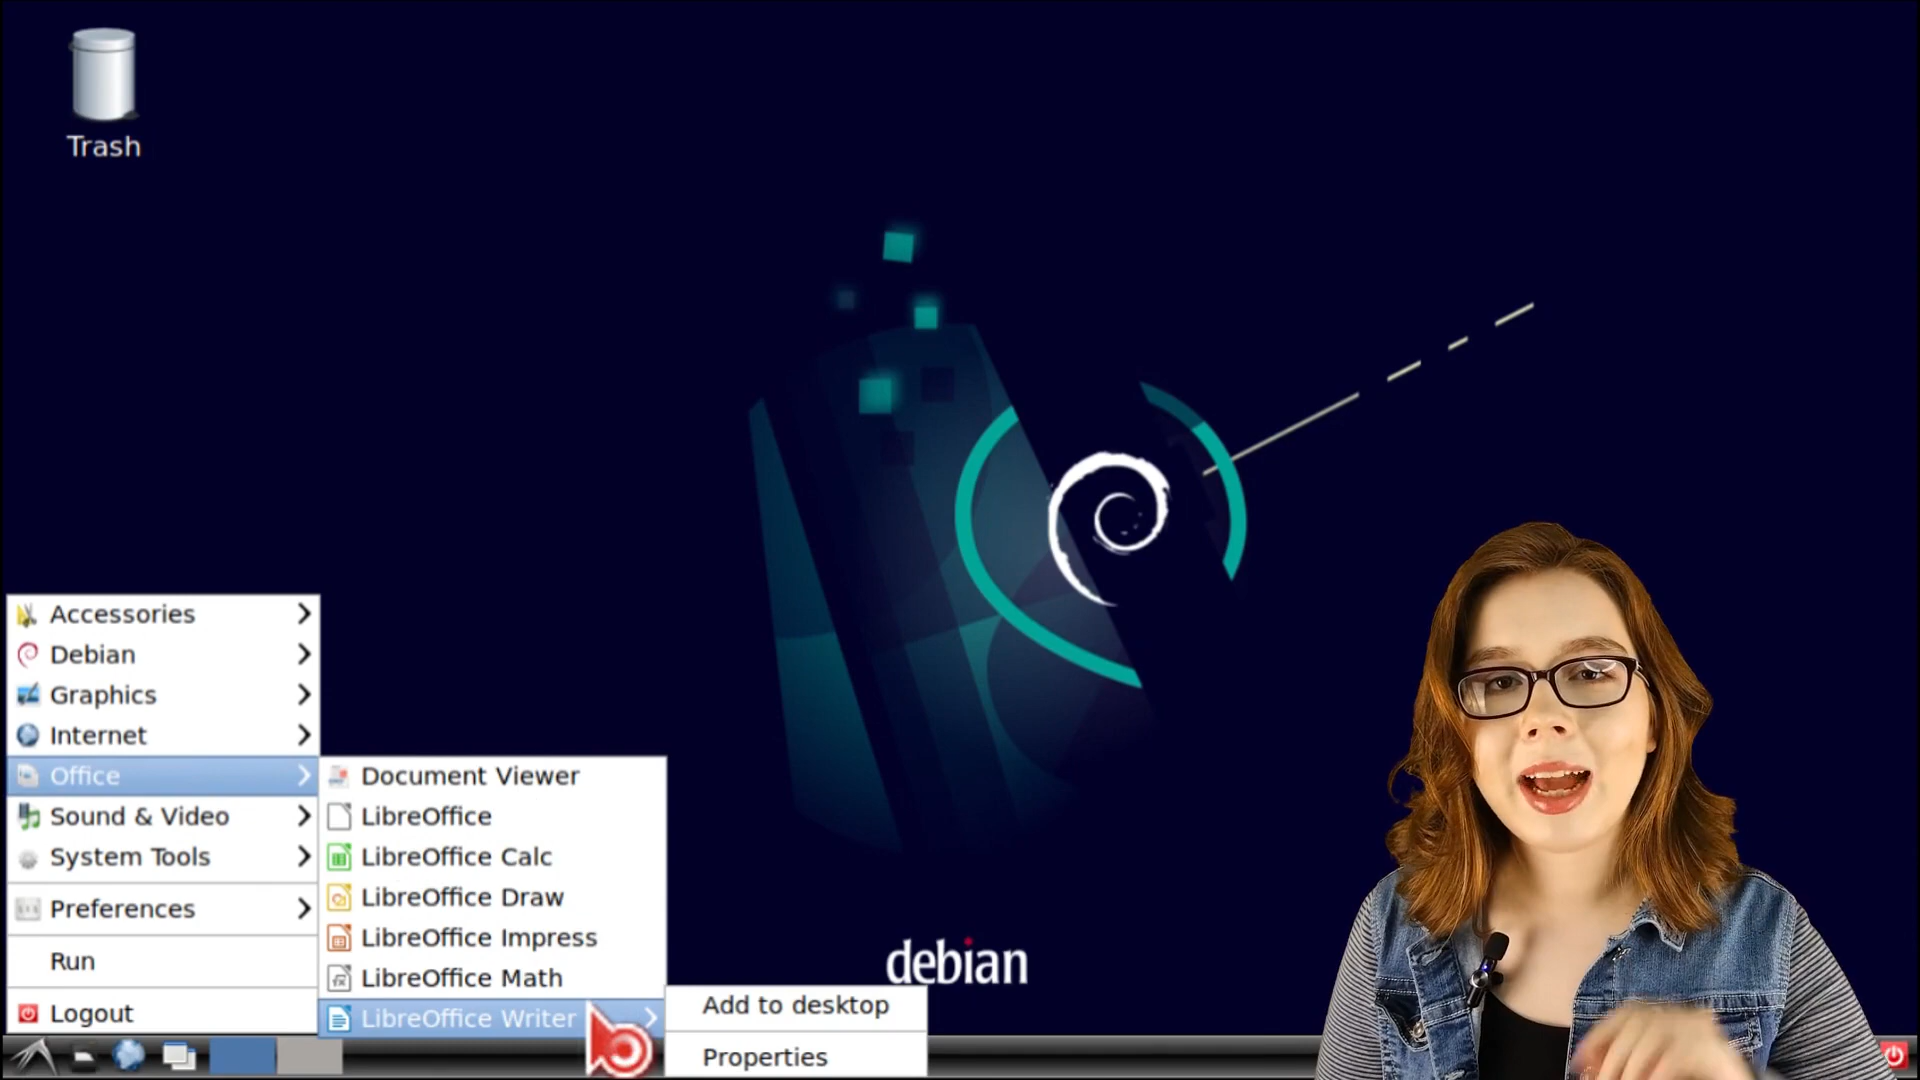 Trash
Accessories
Debian
Graphics
Internet
Office
Sound & Video
System Tools
Preferences
Run
Logout
Document Viewer
LibreOffice
LibreOffice Calc
LibreOffice Draw
LibreOffice Impress
LibreOffice Math
LibreOffice Writer
Add to desktop
Properties
debian